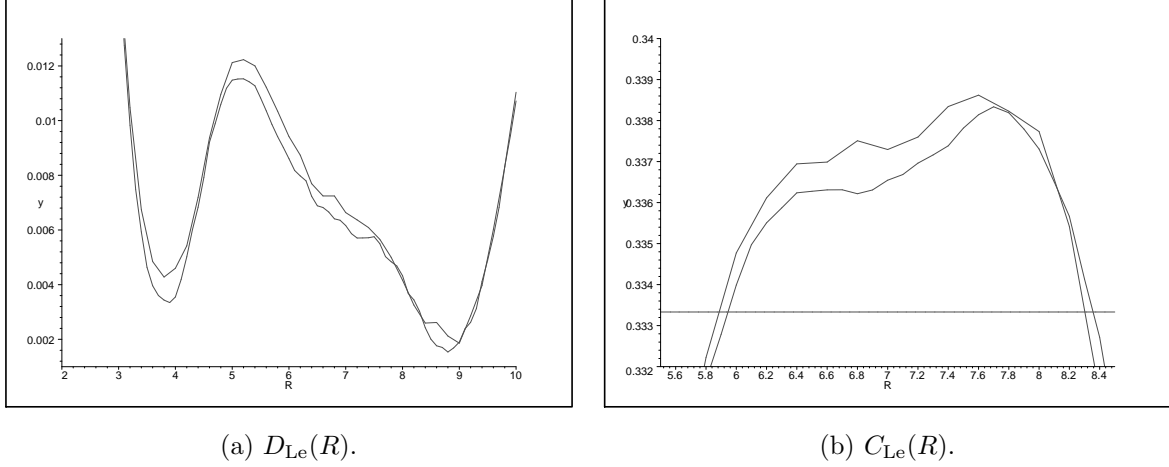 0.012
0.01
0.008
y
0.006
0.004
0.002
2 3 4 5 6 7 8 9 10
R
0.34
0.339
0.338
0.337
0.336
y
0.335
0.334
0.333
0.332
5.6 5.8 6 6.2 6.4 6.6 6.8 7 7.2 7.4 7.6 7.8 8 8.2 8.4
R
(a) D_Le(R).
(b) C_Le(R).